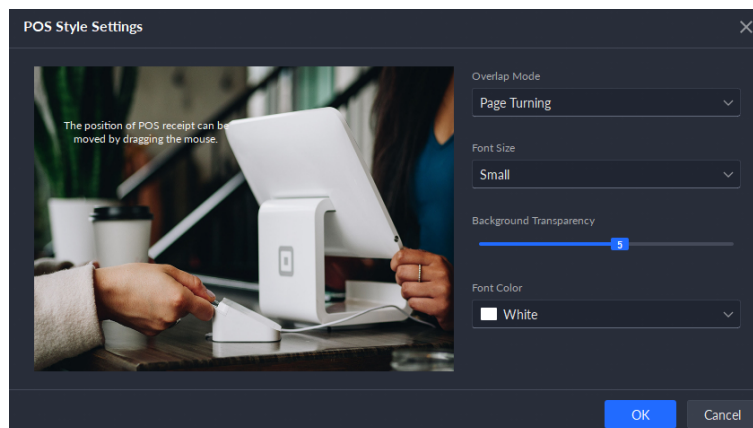 POS Style Settings
The position of POS receipt can be
moved by dragging the mouse.
Overlap Mode
Page Turning
Font Size
Small
Background Transparency
5
Font Color
White
OK
Cancel